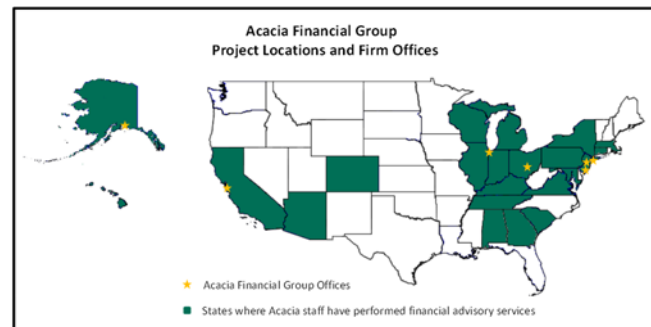 Acacia Financial Group
Project Locations and Firm Offices
Acacia Financial Group Offices
States where Acacia staff have performed financial advisory services